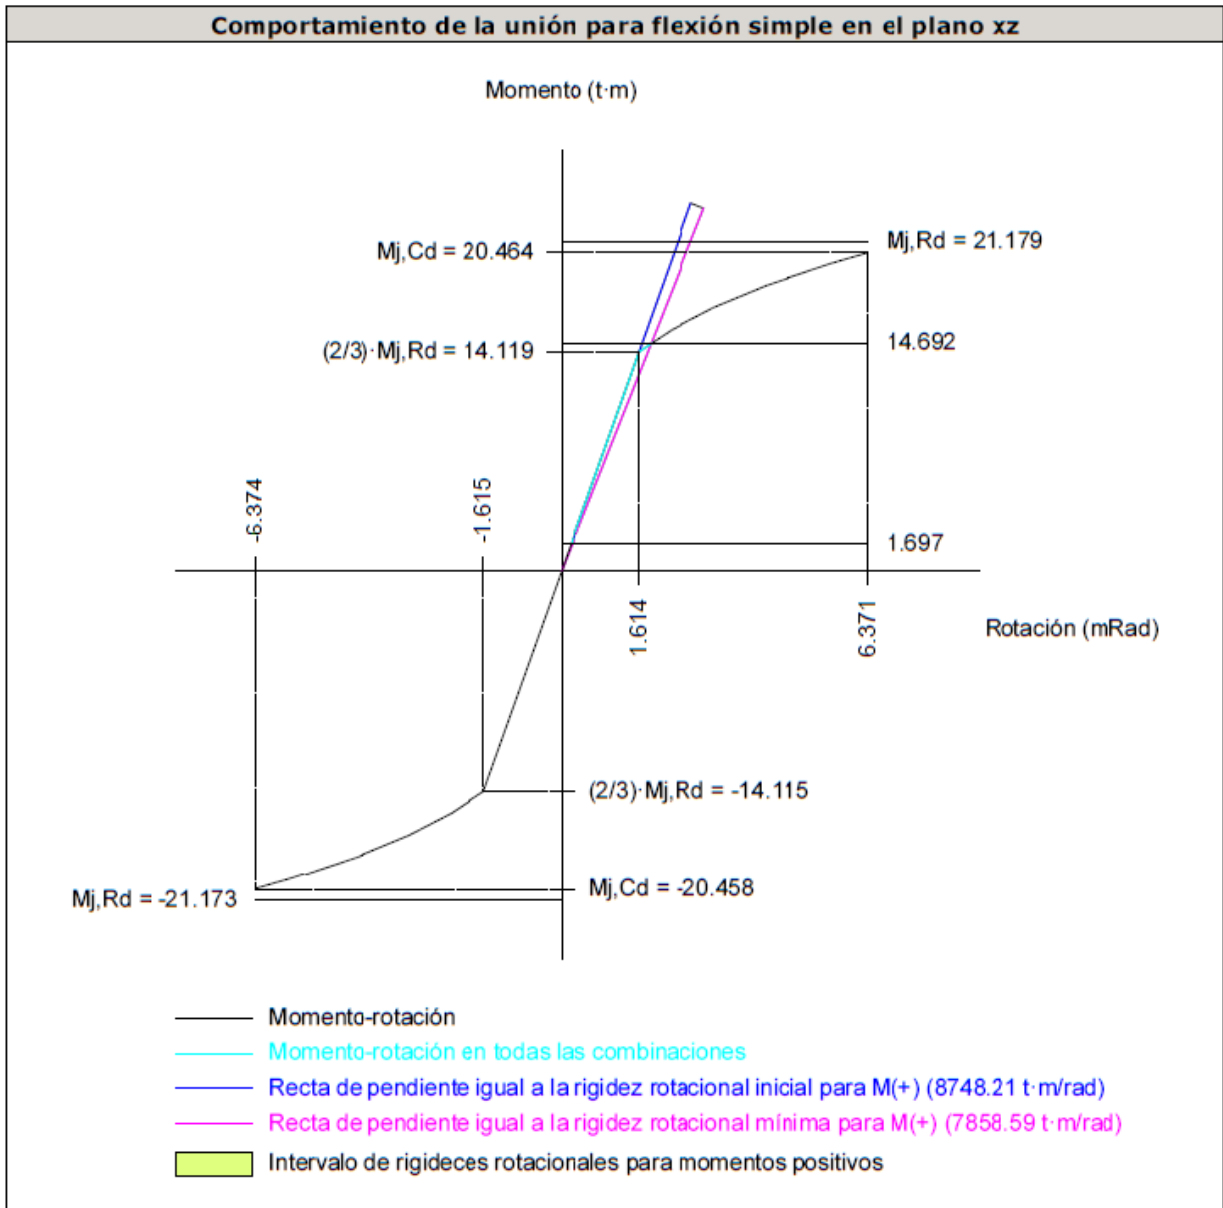 Comportamiento de la unión para flexión simple en el plano xz
Momento (t·m)
Mj,Rd = 21.179
Mj,Cd = 20.464
(2/3)·Mj,Rd = 14.119
14.692
-6.374
-1.615
1.697
1.614
6.371
Rotación (mRad)
(2/3)·Mj,Rd = -14.115
Mj,Cd = -20.458
Mj,Rd = -21.173
Momento-rotación
Momento-rotación en todas las combinaciones
Recta de pendiente igual a la rigidez rotacional inicial para M(+) (8748.21 t·m/rad)
Recta de pendiente igual a la rigidez rotacional mínima para M(+) (7858.59 t·m/rad)
Intervalo de rigideces rotacionales para momentos positivos